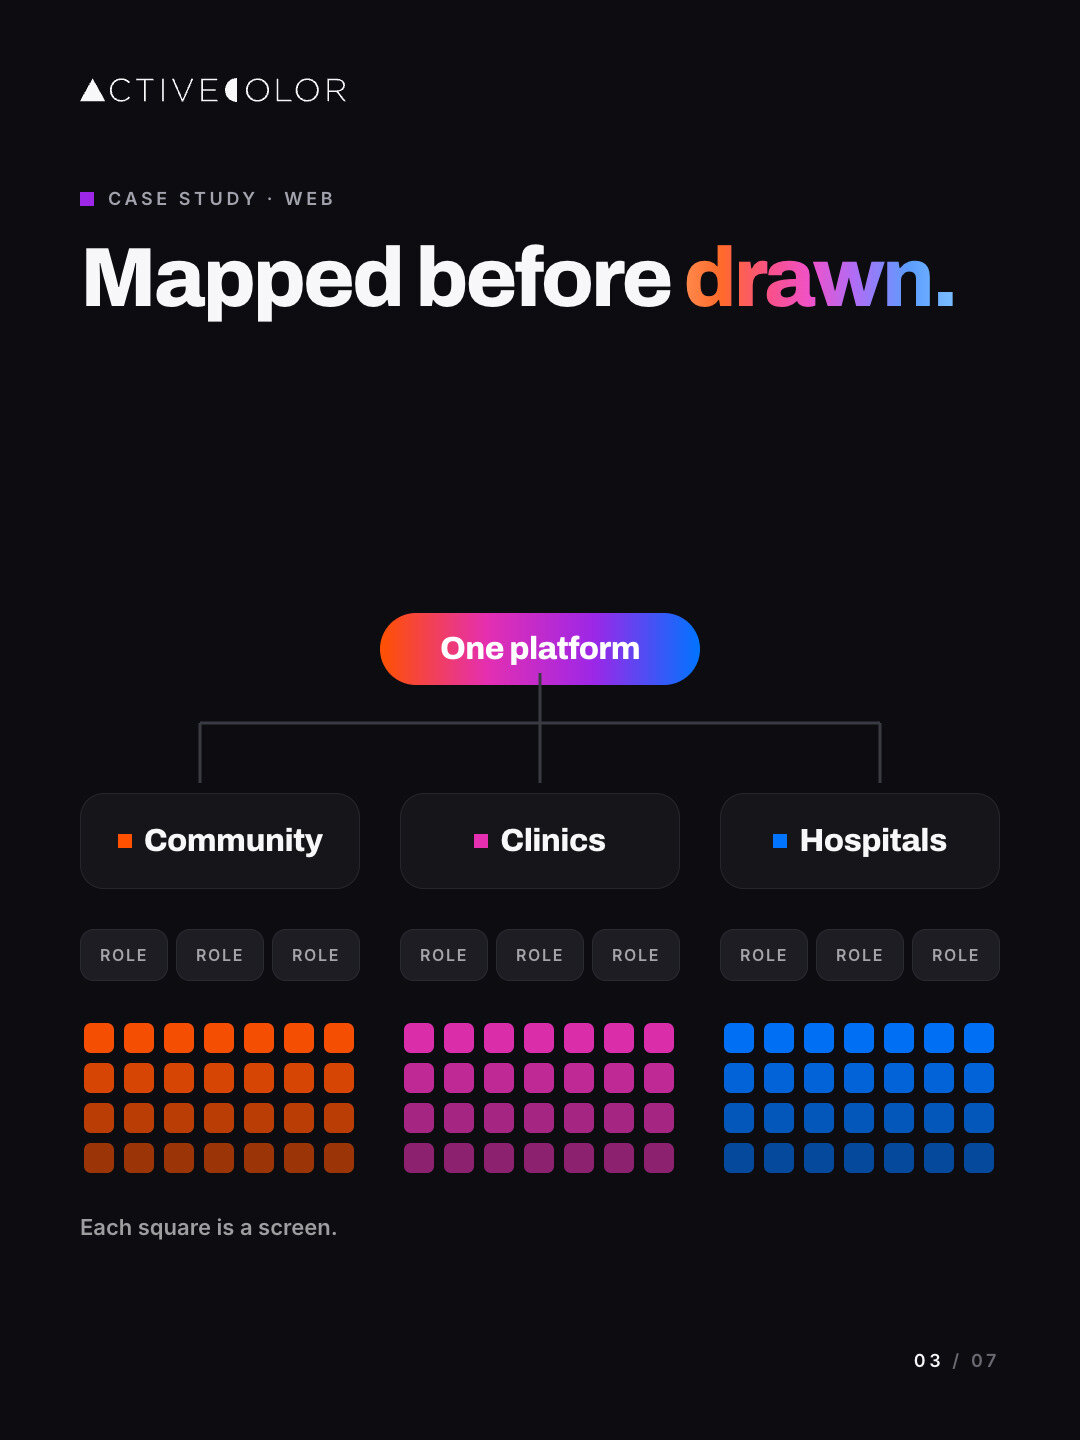 ACTIVECOLOR
CASE STUDY · WEB
Mapped before drawn.
One platform
Community
Clinics
Hospitals
ROLE ROLE ROLE ROLE ROLE ROLE ROLE ROLE ROLE
Each square is a screen.
03 / 07